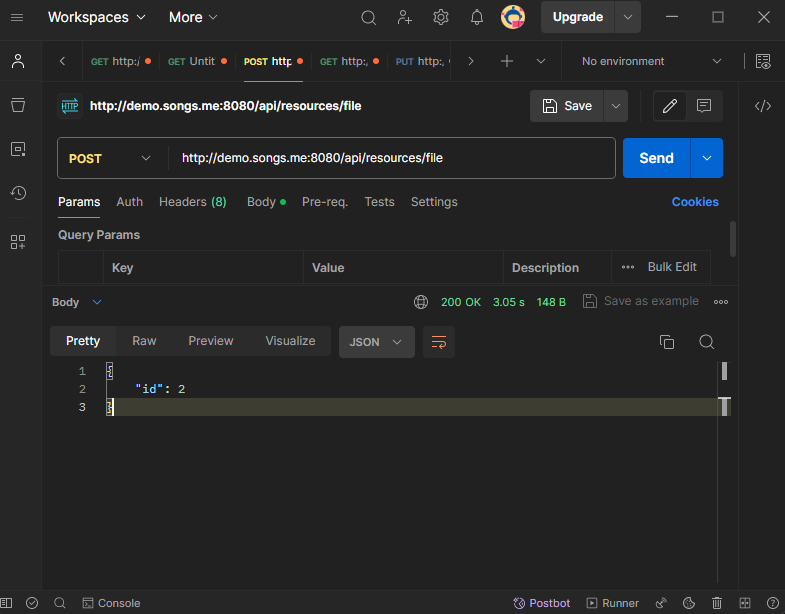 Workspaces More Upgrade
GET http:/ GET Untit POST http GET http:, PUT http:, No environment
HTTP http://demo.songs.me:8080/api/resources/file Save
POST http://demo.songs.me:8080/api/resources/file Send
Params Auth Headers (8) Body Pre-req. Tests Settings Cookies
Query Params
Key Value Description Bulk Edit
Body 200 OK 3.05 s 148 B Save as example
Pretty Raw Preview Visualize JSON
1 {
2 "id": 2
3 }
Console Postbot Runner